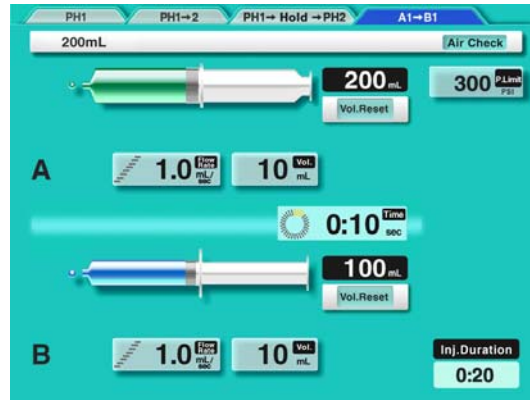 PH1 PH1→2 PH1→ Hold →PH2 A1→B1
200mL Air Check
200 mL 300 P.Limit PSI
Vol.Reset
A 1.0 Flow Rate mL/sec 10 Vol. mL
0:10 Time sec
100 mL
Vol.Reset
B 1.0 Flow Rate mL/sec 10 Vol. mL
Inj.Duration
0:20